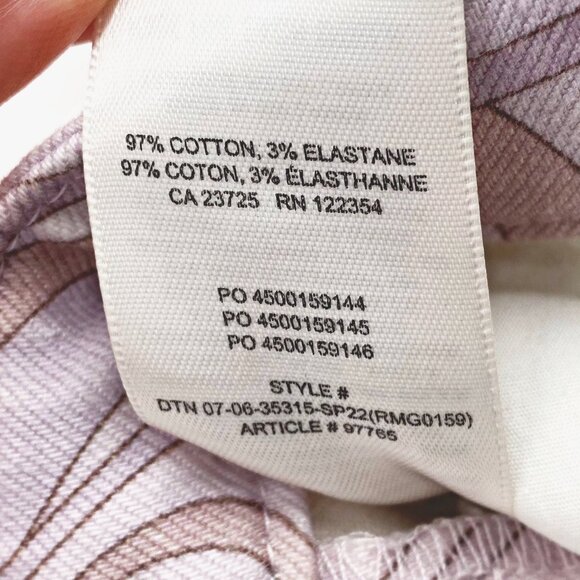 97% COTTON, 3% ELASTANE
97% COTON, 3% ÉLASTHANNE
CA 23725 RN 122354
PO 4500159144
PO 4500159145
PO 4500159146
STYLE #
DTN 07-06-35315-SP22(RMG0159)
ARTICLE # 97766